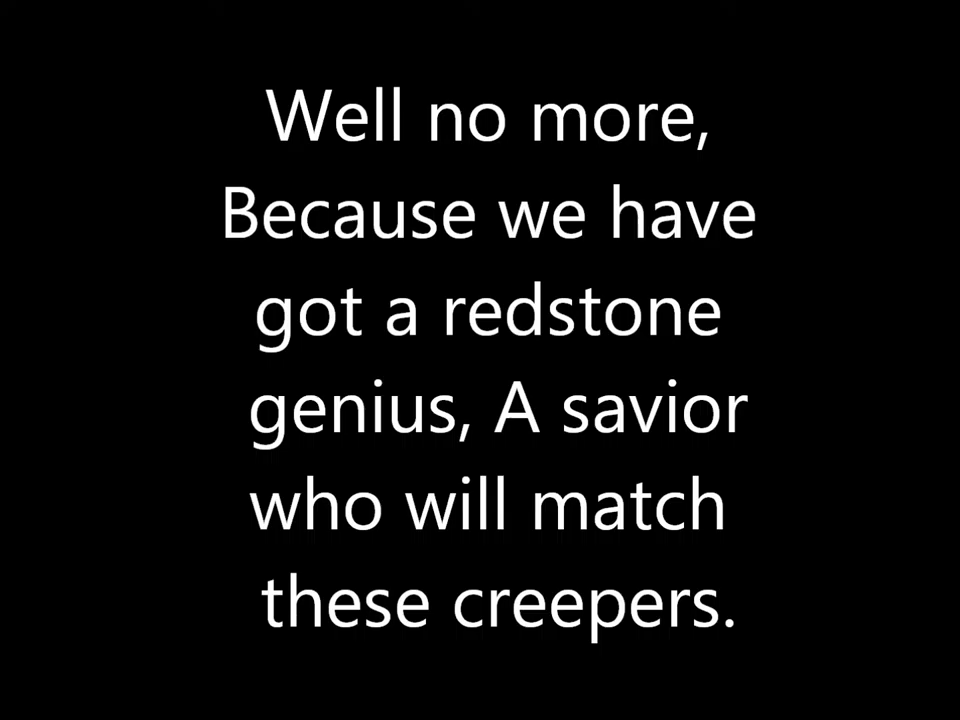 Well no more,
Because we have
got a redstone
genius, A savior
who will match
these creepers.